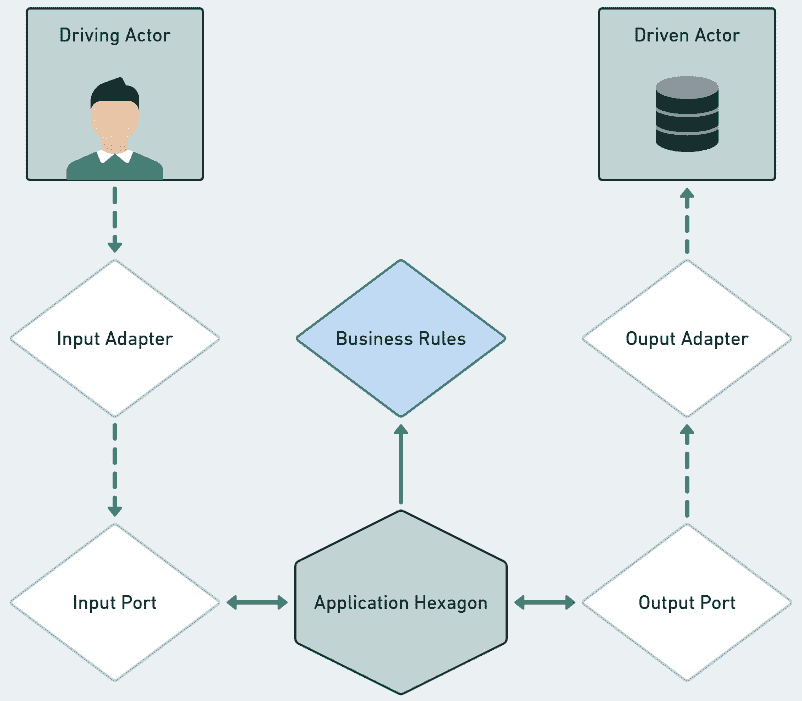 Driving Actor
Driven Actor
Input Adapter
Business Rules
Ouput Adapter
Input Port
Application Hexagon
Output Port